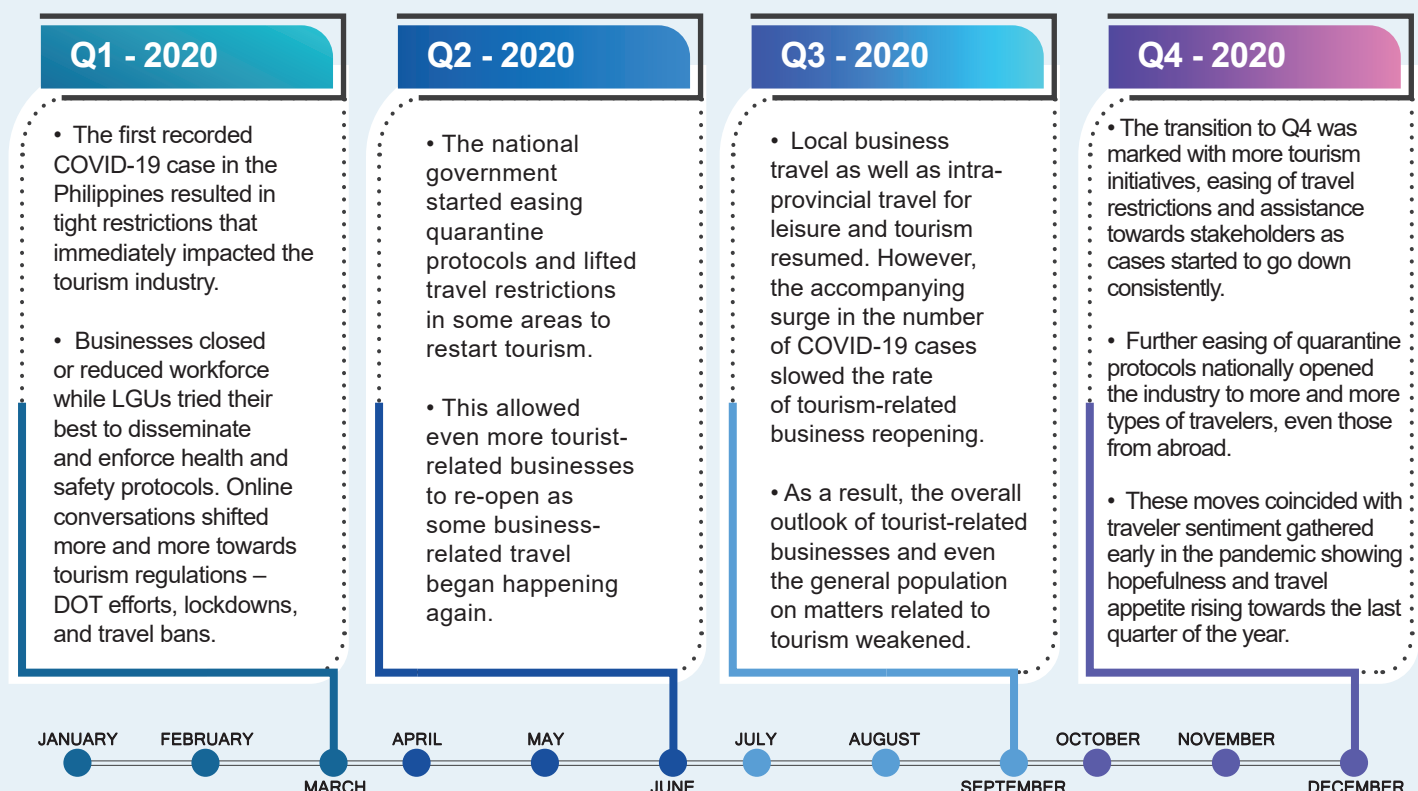 Q1 - 2020
• The first recorded
COVID-19 case in the
Philippines resulted in
tight restrictions that
immediately impacted the
tourism industry.
• Businesses closed
or reduced workforce
while LGUs tried their
best to disseminate
and enforce health and
safety protocols. Online
conversations shifted
more and more towards
tourism regulations –
DOT efforts, lockdowns,
and travel bans.
Q2 - 2020
• The national
government
started easing
quarantine
protocols and lifted
travel restrictions
in some areas to
restart tourism.
• This allowed
even more tourist-
related businesses
to re-open as
some business-
related travel
began happening
again.
Q3 - 2020
• Local business
travel as well as intra-
provincial travel for
leisure and tourism
resumed. However,
the accompanying
surge in the number
of COVID-19 cases
slowed the rate
of tourism-related
business reopening.
• As a result, the overall
outlook of tourist-related
businesses and even
the general population
on matters related to
tourism weakened.
Q4 - 2020
• The transition to Q4 was
marked with more tourism
initiatives, easing of travel
restrictions and assistance
towards stakeholders as
cases started to go down
consistently.
• Further easing of quarantine
protocols nationally opened
the industry to more and more
types of travelers, even those
from abroad.
• These moves coincided with
traveler sentiment gathered
early in the pandemic showing
hopefulness and travel
appetite rising towards the last
quarter of the year.
JANUARY
FEBRUARY
MARCH
APRIL
MAY
JUNE
JULY
AUGUST
SEPTEMBER
OCTOBER
NOVEMBER
DECEMBER